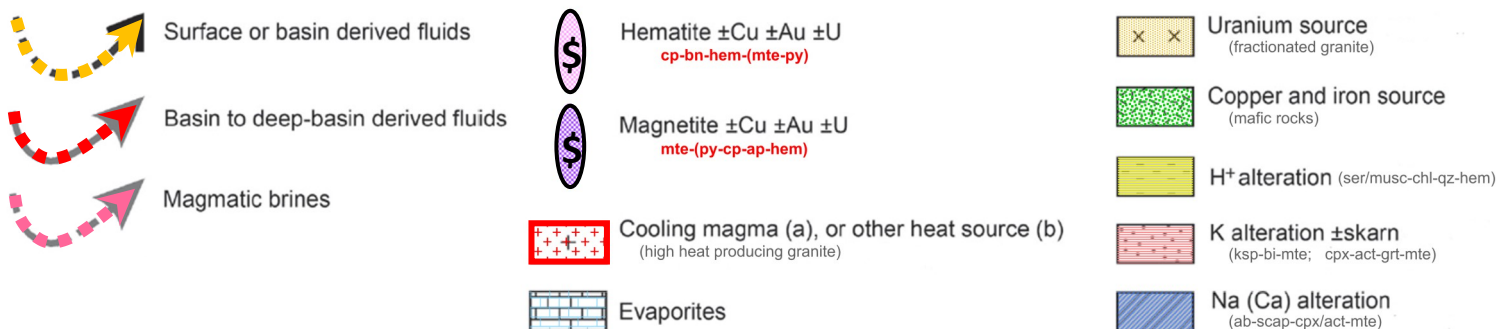 Surface or basin derived fluids
Basin to deep-basin derived fluids
Magmatic brines
$
Hematite ±Cu ±Au ±U
cp-bn-hem-(mte-py)
$
Magnetite ±Cu ±Au ±U
mte-(py-cp-ap-hem)
Cooling magma (a), or other heat source (b)
(high heat producing granite)
Evaporites
Uranium source
(fractionated granite)
Copper and iron source
(mafic rocks)
H+ alteration (ser/musc-chl-qz-hem)
K alteration ±skarn
(ksp-bi-mte; cpx-act-grt-mte)
Na (Ca) alteration
(ab-scap-cpx/act-mte)